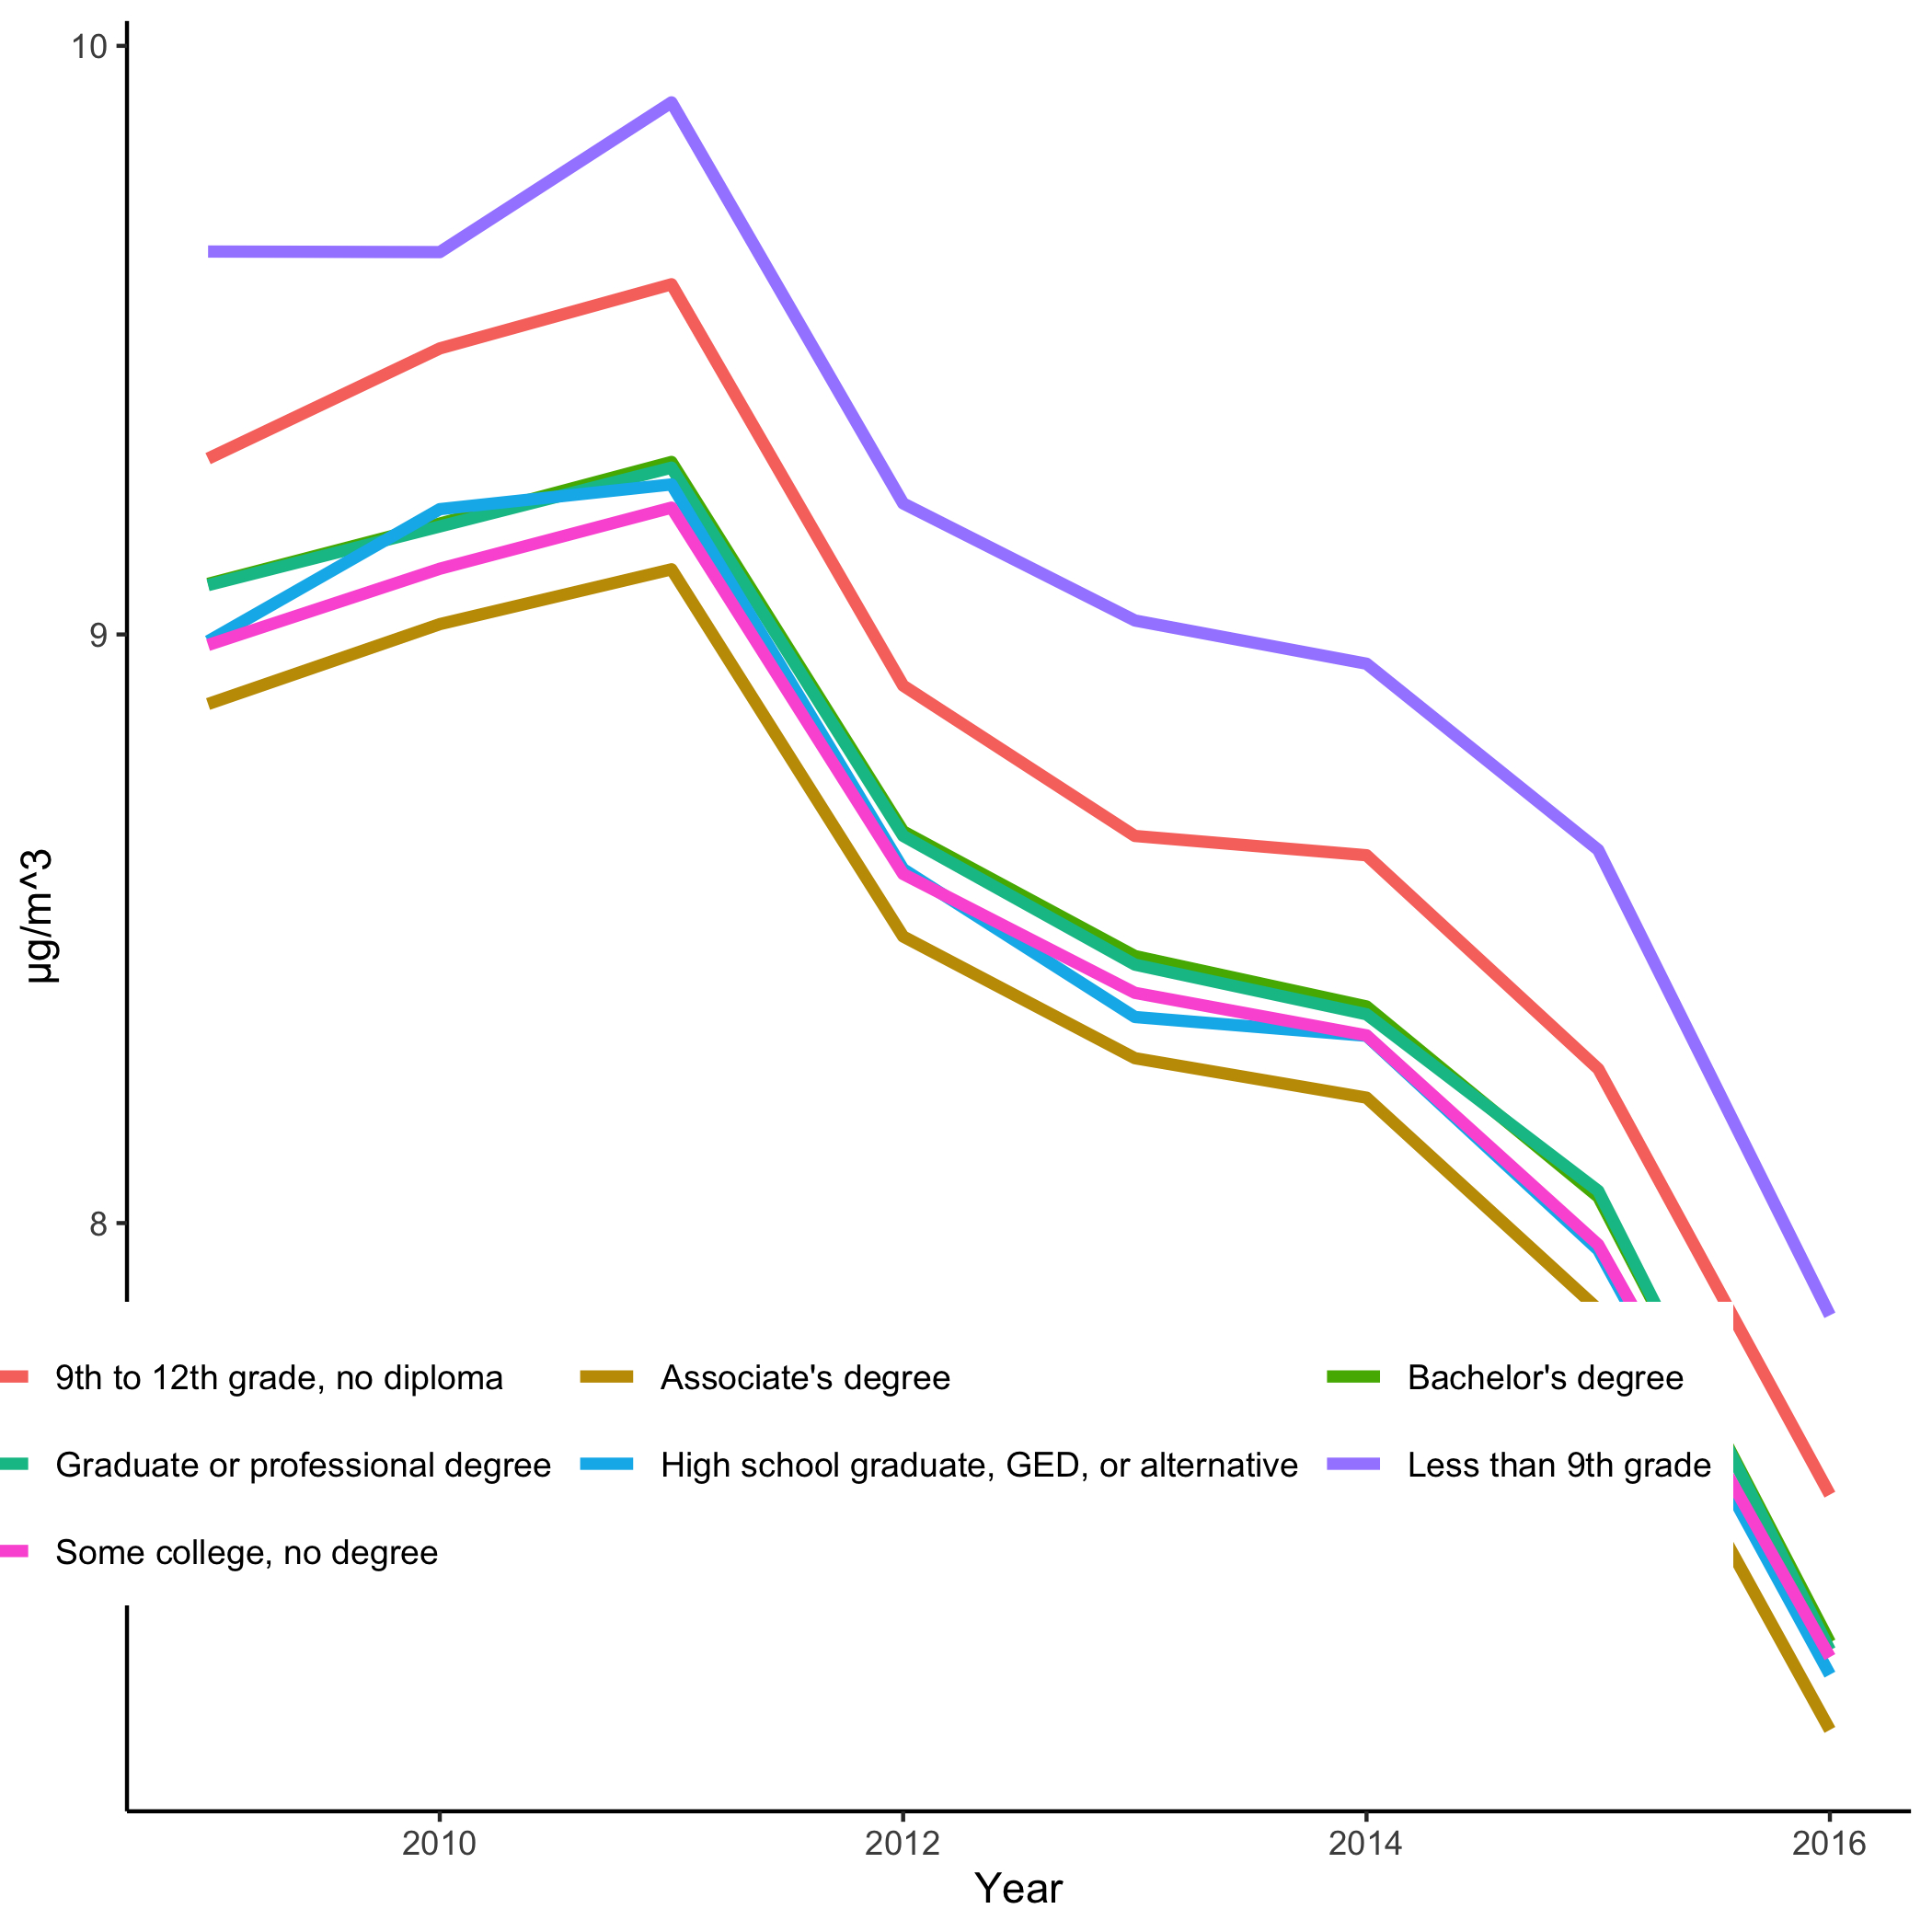 10
9
8
µg/m^3
9th to 12th grade, no diploma
Associate's degree
Bachelor's degree
Graduate or professional degree
High school graduate, GED, or alternative
Less than 9th grade
Some college, no degree
2010
2012
2014
2016
Year